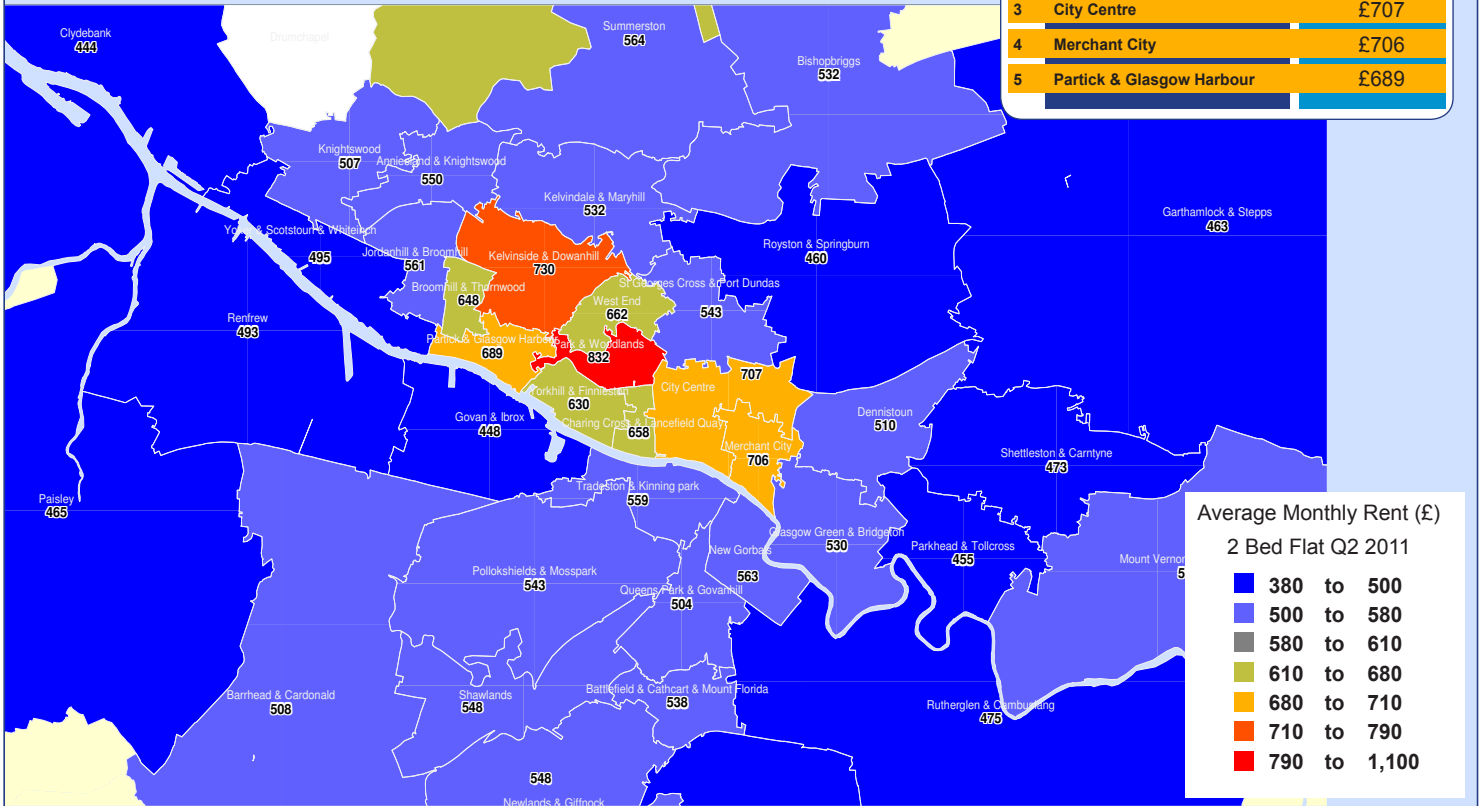 3 City Centre £707
4 Merchant City £706
5 Partick & Glasgow Harbour £689
Clydebank
444
Drumchapel
Summerston
564
Bishopbriggs
532
Knightswood
507
Anniesland & Knightswood
550
Kelvindale & Maryhill
532
Garthamlock & Stepps
463
Yoker & Scotstoun & Whiteinch
495
Jordanhill & Broomhill
561
Kelvinside & Dowanhill
730
Royston & Springburn
460
Broomhill & Thornwood
648
St Georges Cross & Port Dundas
543
West End
662
Renfrew
493
Partick & Glasgow Harbour
689
Park & Woodlands
832
707
City Centre
Yorkhill & Finnieston
630
Govan & Ibrox
448
Charing Cross & Lancefield Quay
658
Dennistoun
510
Merchant City
706
Shettleston & Carntyne
473
Paisley
465
Tradeston & Kinning park
559
Glasgow Green & Bridgeton
530
New Gorbals
563
Parkhead & Tollcross
455
Mount Vernon
5
Pollokshields & Mosspark
543
Queens Park & Govanhill
504
Barrhead & Cardonald
508
Shawlands
548
Battlefield & Cathcart & Mount Florida
538
Rutherglen & Cambuslang
475
548
Newlands & Giffnock
Average Monthly Rent (£)
2 Bed Flat Q2 2011
380 to 500
500 to 580
580 to 610
610 to 680
680 to 710
710 to 790
790 to 1,100